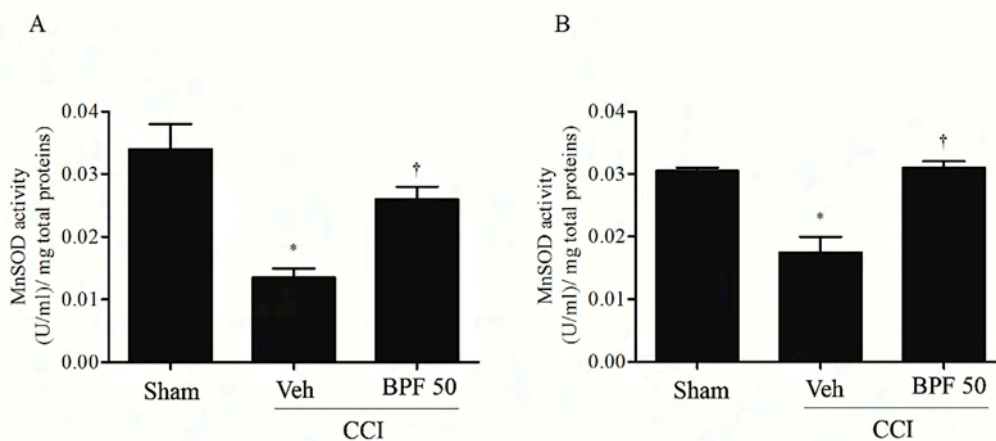 A
MnSOD activity
(U/ml)/ mg total proteins)
0.04
0.03
0.02
0.01
0.00
*
†
Sham
Veh
BPF 50
CCI
B
MnSOD activity
(U/ml)/ mg total proteins)
0.04
0.03
0.02
0.01
0.00
*
†
Sham
Veh
BPF 50
CCI